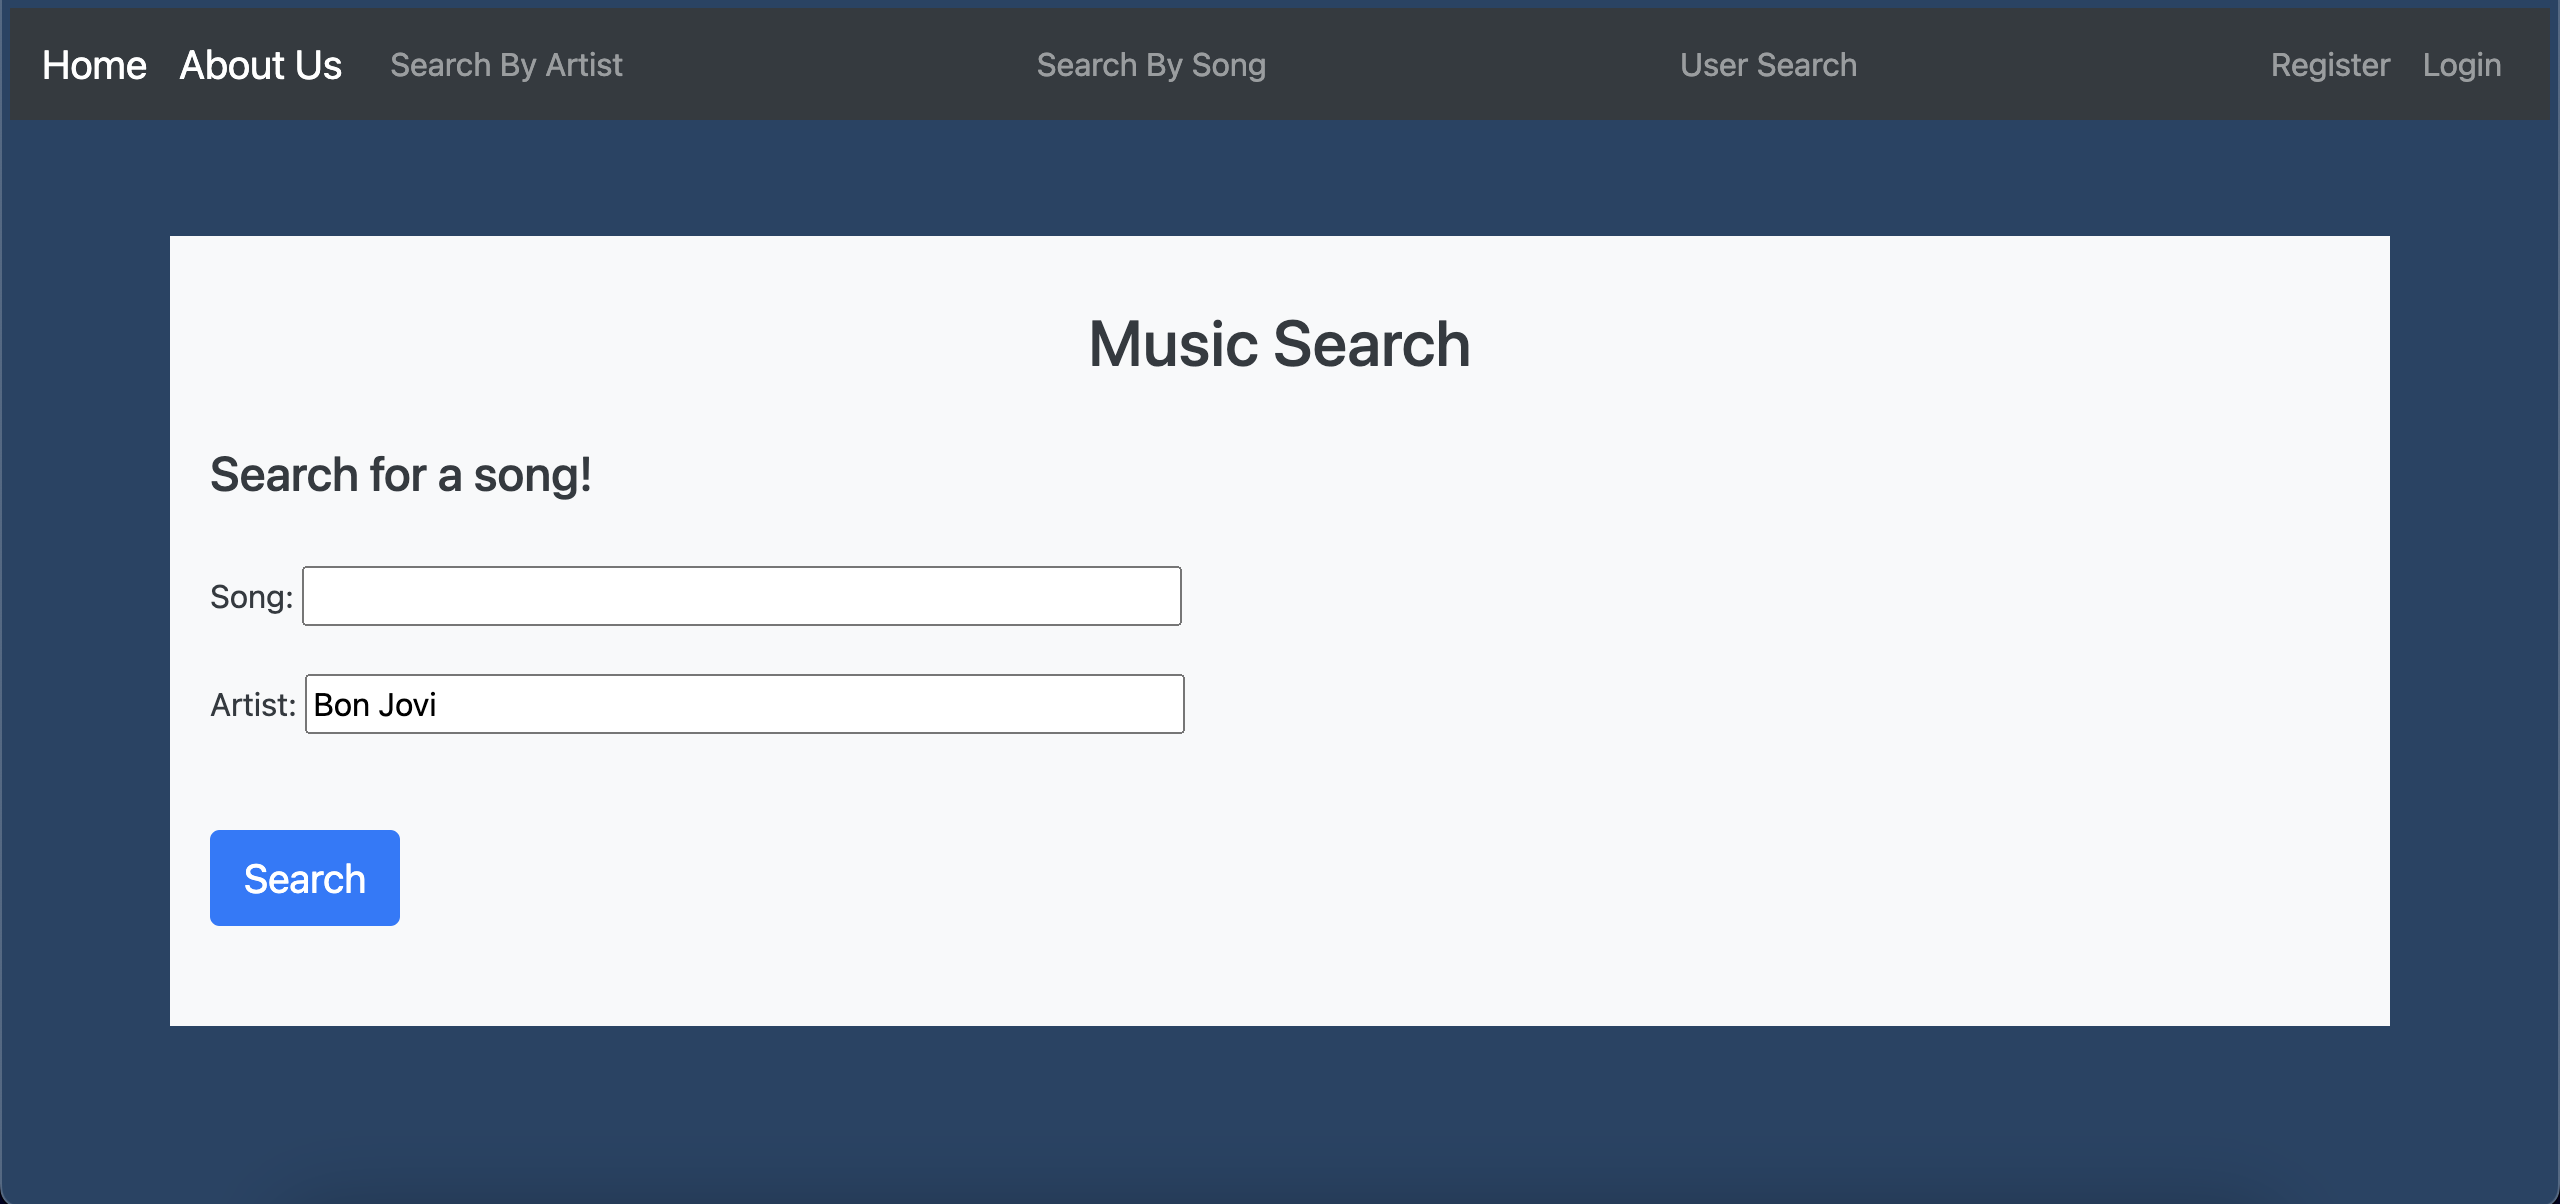 Home About Us Search By Artist Search By Song User Search Register Login
Music Search
Search for a song!
Song:
Artist: Bon Jovi
Search